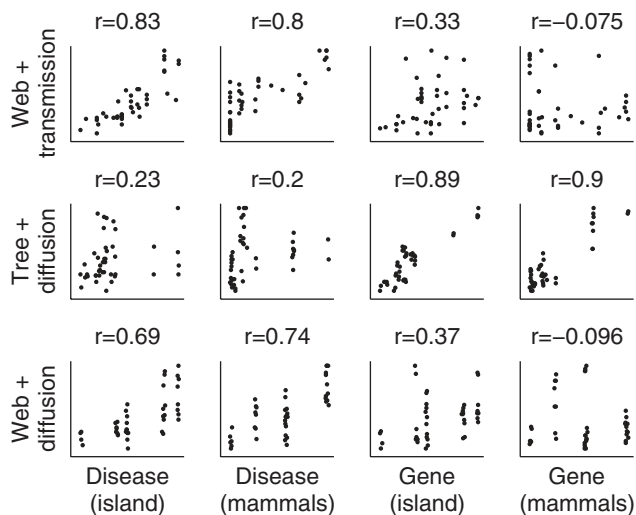 r=0.83 r=0.8 r=0.33 r=−0.075
Web +
transmission
r=0.23 r=0.2 r=0.89 r=0.9
Tree +
diffusion
r=0.69 r=0.74 r=0.37 r=−0.096
Web +
diffusion
Disease Disease Gene Gene
(island) (mammals) (island) (mammals)